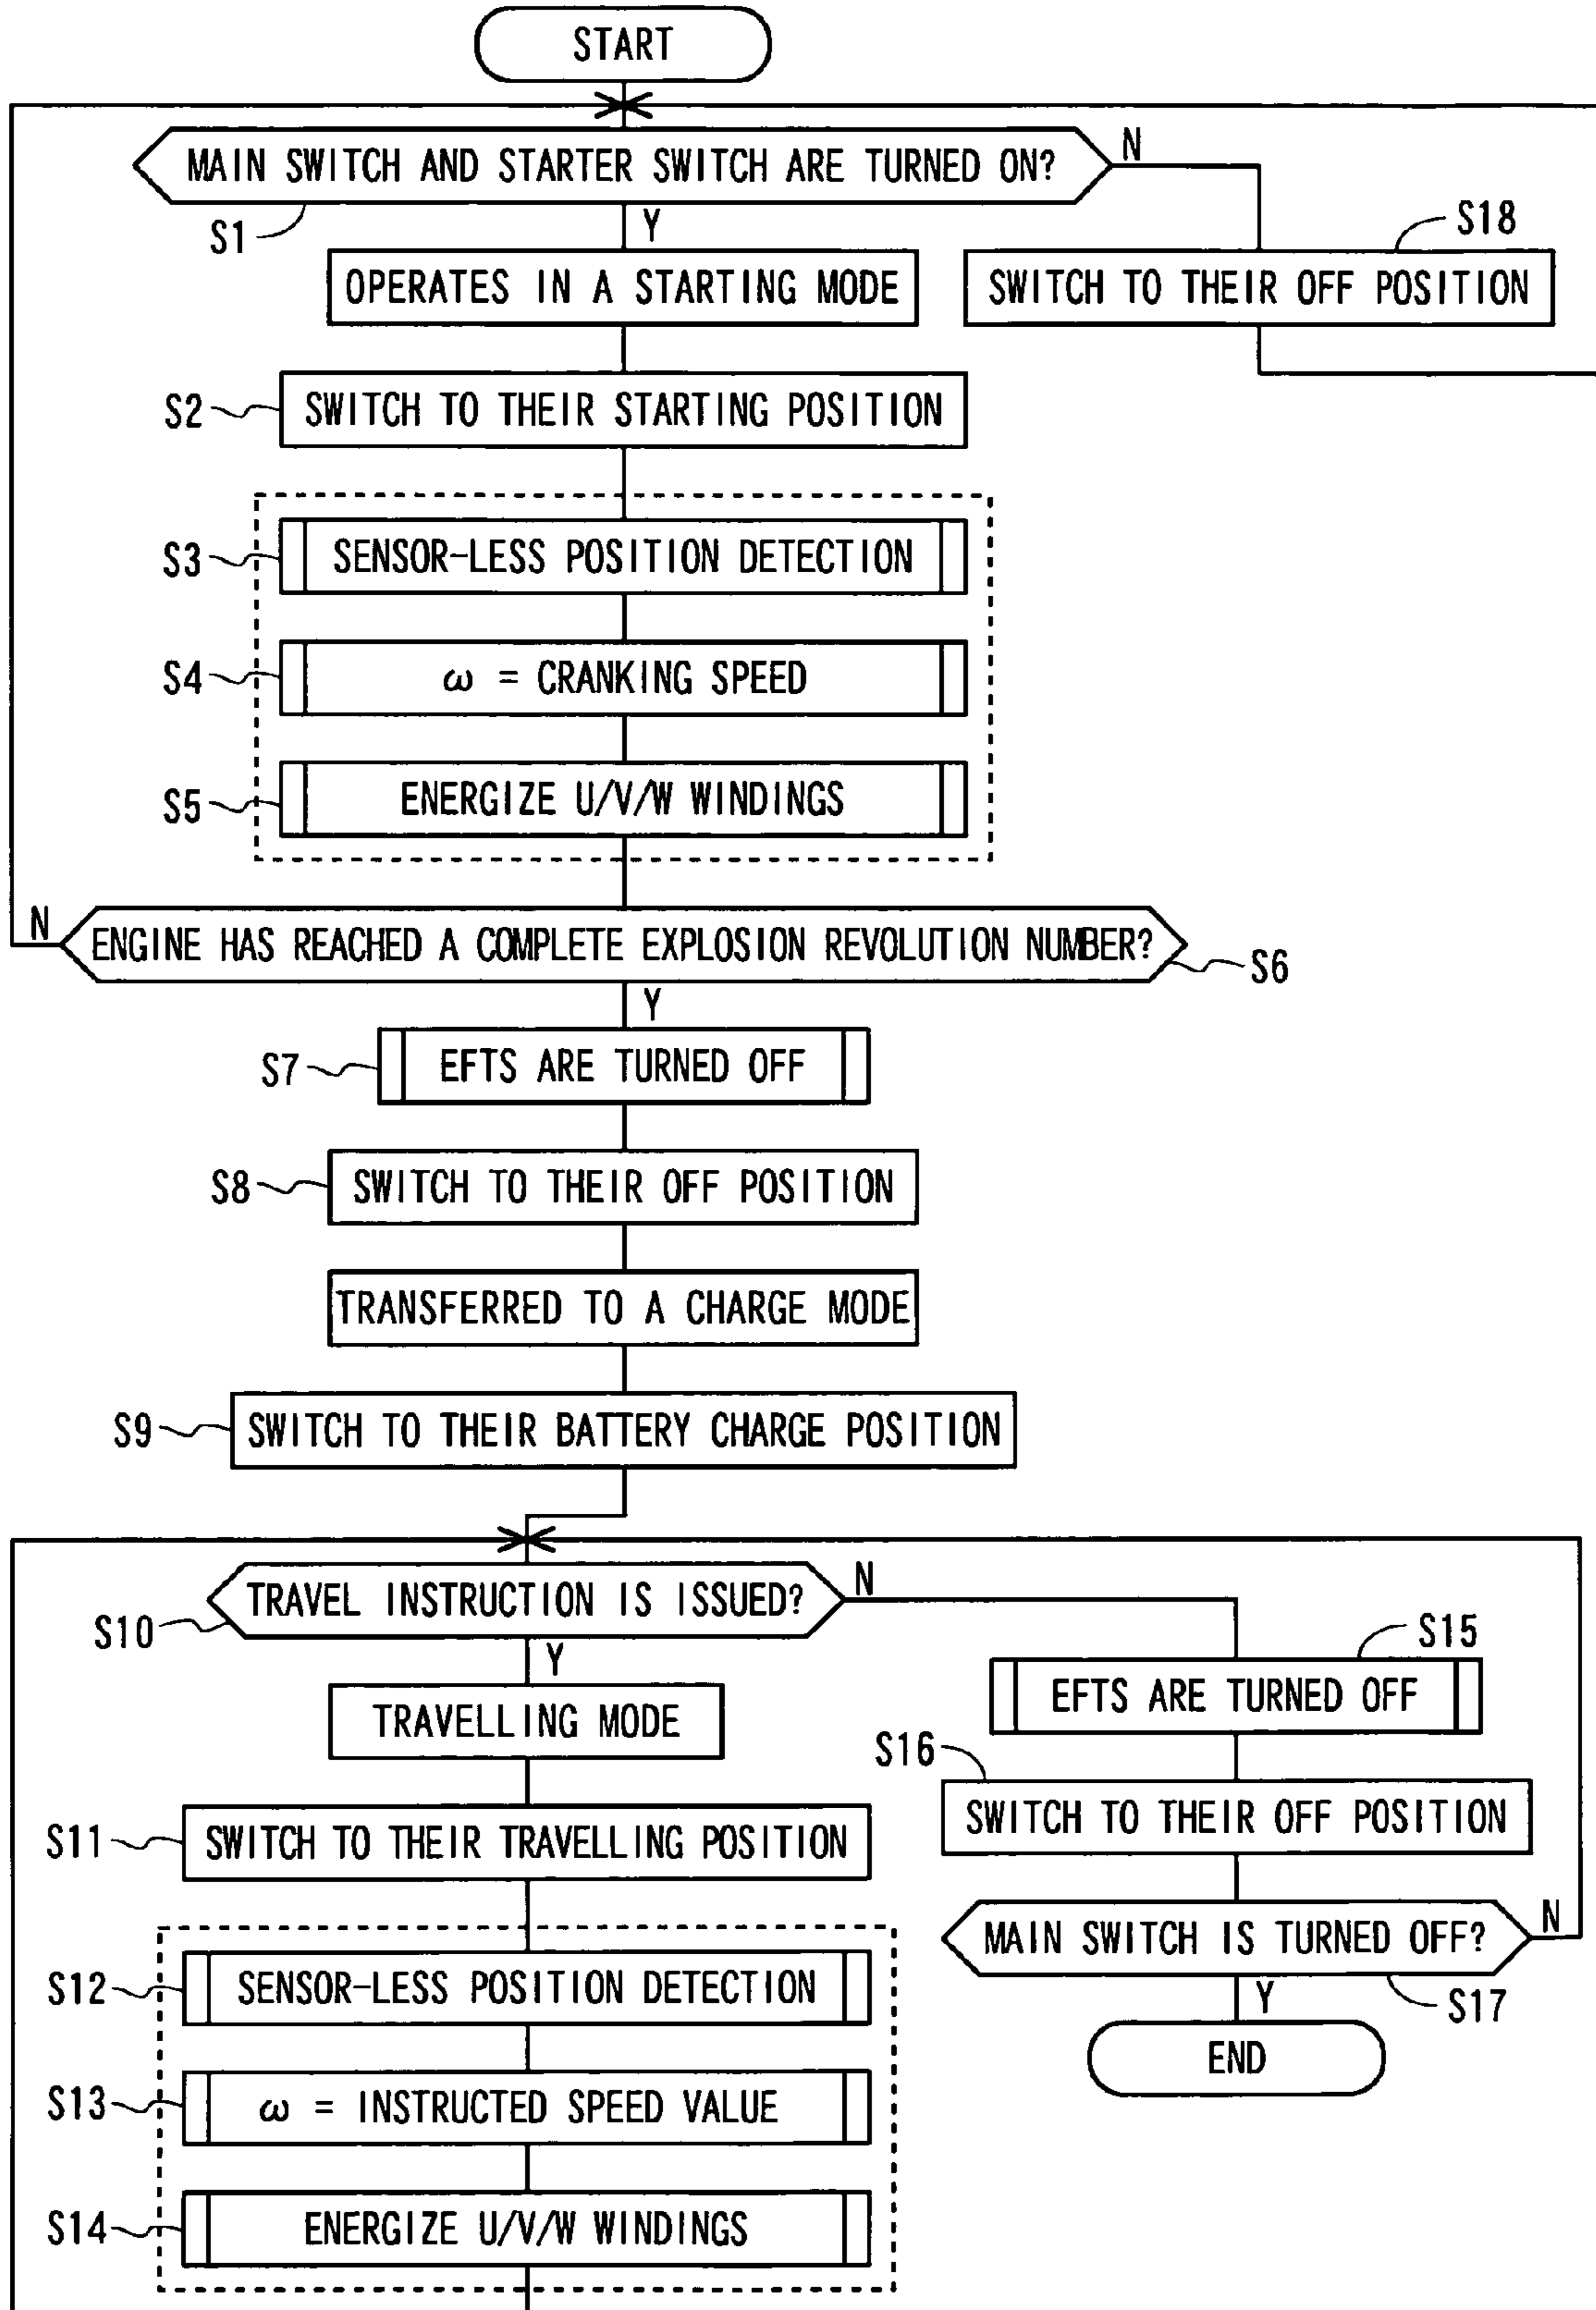 START
MAIN SWITCH AND STARTER SWITCH ARE TURNED ON?
N
S1
Y
S18
OPERATES IN A STARTING MODE
SWITCH TO THEIR OFF POSITION
S2
SWITCH TO THEIR STARTING POSITION
S3
SENSOR-LESS POSITION DETECTION
S4
ω = CRANKING SPEED
S5
ENERGIZE U/V/W WINDINGS
N
ENGINE HAS REACHED A COMPLETE EXPLOSION REVOLUTION NUMBER?
S6
Y
S7
EFTS ARE TURNED OFF
S8
SWITCH TO THEIR OFF POSITION
TRANSFERRED TO A CHARGE MODE
S9
SWITCH TO THEIR BATTERY CHARGE POSITION
TRAVEL INSTRUCTION IS ISSUED?
N
S10
Y
TRAVELLING MODE
S11
SWITCH TO THEIR TRAVELLING POSITION
S12
SENSOR-LESS POSITION DETECTION
S13
ω = INSTRUCTED SPEED VALUE
S14
ENERGIZE U/V/W WINDINGS
S15
EFTS ARE TURNED OFF
S16
SWITCH TO THEIR OFF POSITION
MAIN SWITCH IS TURNED OFF?
N
S17
Y
END